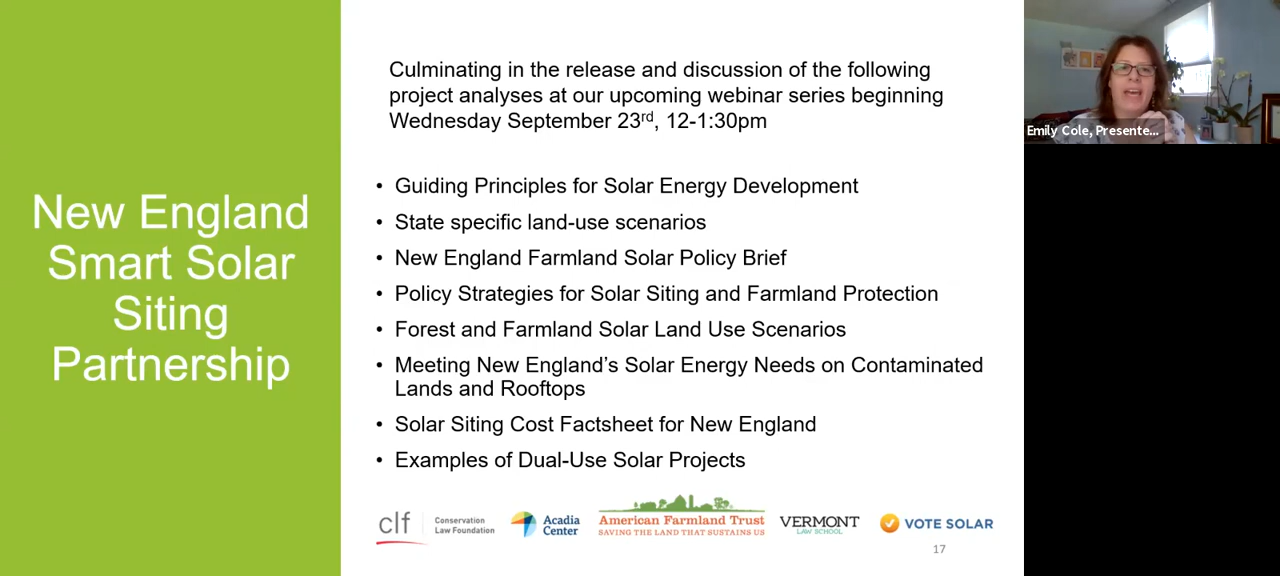 New England
Smart Solar
Siting
Partnership
Culminating in the release and discussion of the following
project analyses at our upcoming webinar series beginning
Wednesday September 23rd, 12-1:30pm
• Guiding Principles for Solar Energy Development
• State specific land-use scenarios
• New England Farmland Solar Policy Brief
• Policy Strategies for Solar Siting and Farmland Protection
• Forest and Farmland Solar Land Use Scenarios
• Meeting New England’s Solar Energy Needs on Contaminated
Lands and Rooftops
• Solar Siting Cost Factsheet for New England
• Examples of Dual-Use Solar Projects
clf
Conservation
Law Foundation
Acadia
Center
American Farmland Trust
SAVING THE LAND THAT SUSTAINS US
VERMONT
LAW SCHOOL
VOTE SOLAR
17
Emily Cole, Presente...